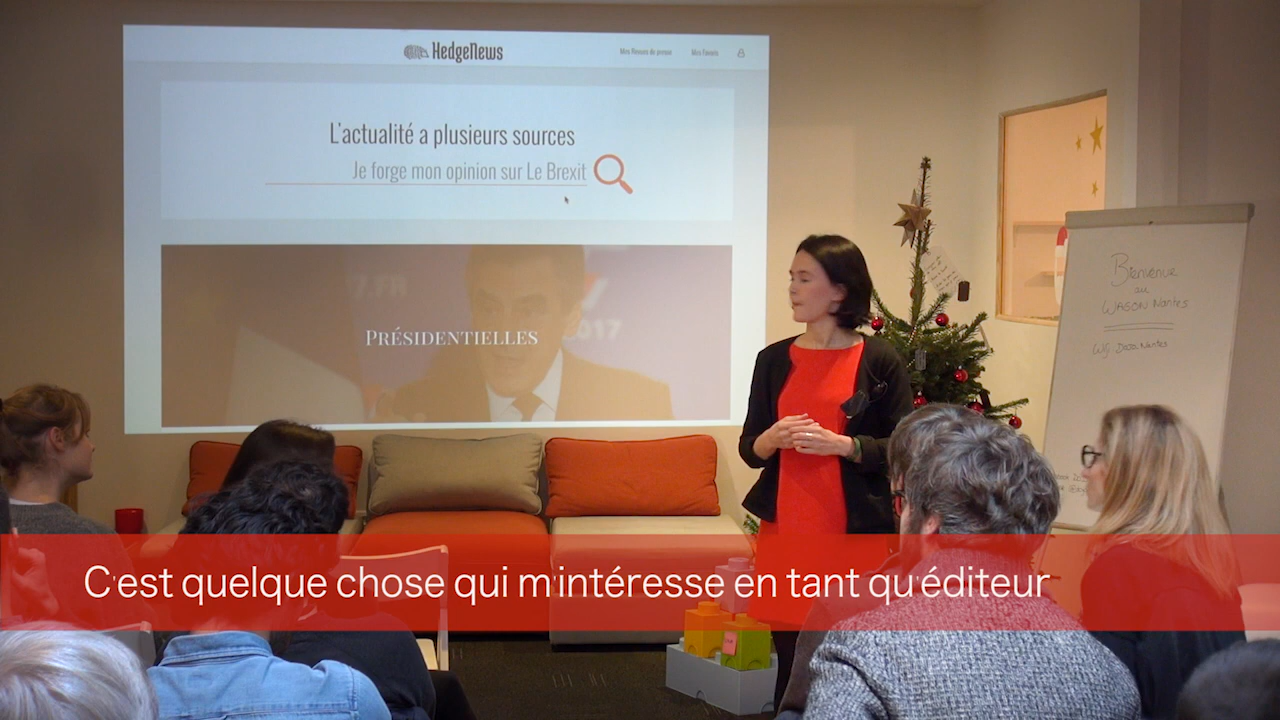 HedgeNews
Mes Revues de presse
Mes Favoris
L'actualité a plusieurs sources
Je forge mon opinion sur Le Brexit
PRÉSIDENTIELLES
2017
Bienvenue
au
WASON Nantes
C'est quelque chose qui m'intéresse en tant qu'éditeur